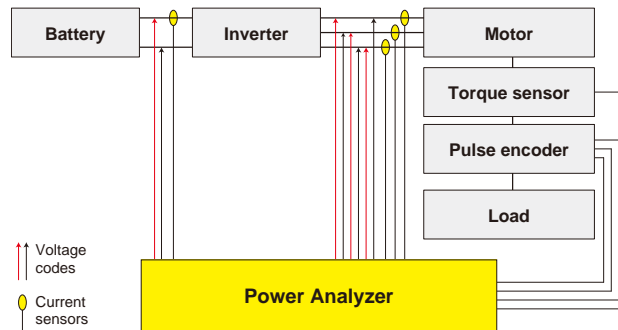 Battery
Inverter
Motor
Torque sensor
Pulse encoder
Load
Voltage
codes
Current
sensors
Power Analyzer